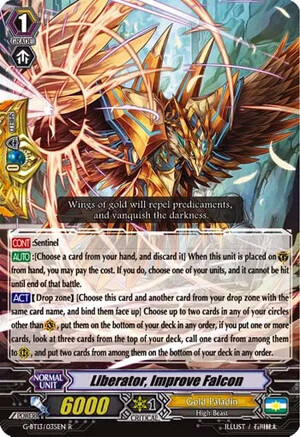 1
GRADE
Wings of gold will repel predicaments,
and vanquish the darkness.
CONT:Sentinel
AUTO:[Choose a card from your hand, and discard it] When this unit is placed on
from hand, you may pay the cost. If you do, choose one of your units, and it cannot be hit
until end of that battle.
ACT【Drop zone】[Choose this card and another card from your drop zone with the
same card name, and bind them face up] Choose up to two cards in any of your circles
other than, put them on the bottom of your deck in any order, if you put one or more
cards, look at three cards from the top of your deck, call one card from among them
to, and put two cards from among them on the bottom of your deck in any order.
NORMAL
UNIT
Liberator, Improve Falcon
POWER
6000
1
CRITICAL
Gold Paladin
High Beast
G-BT13/035EN R
ILLUST